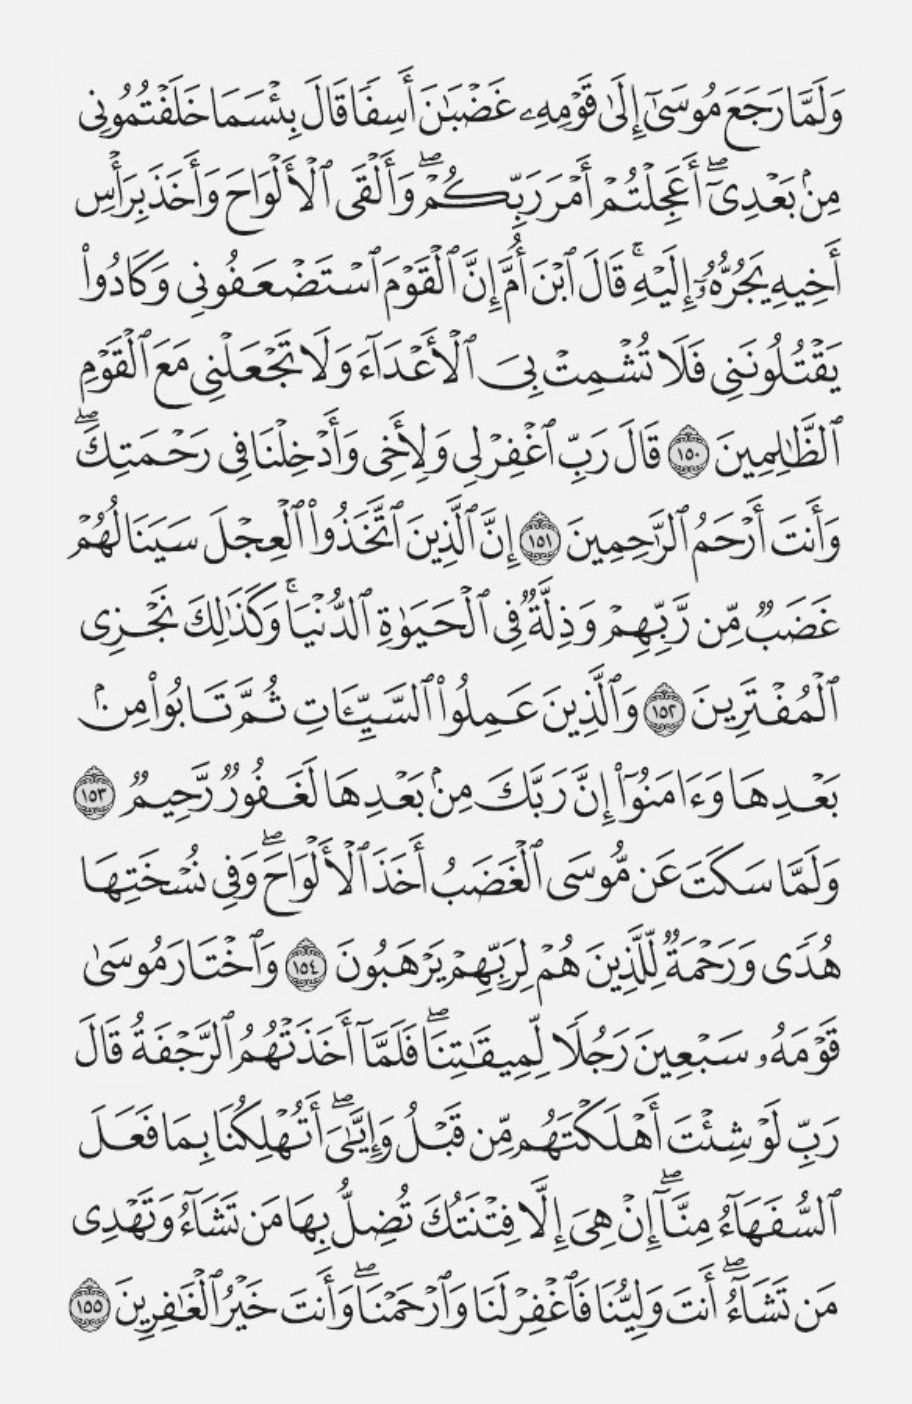 وَلَمَّا رَجَعَ مُوسَىٰٓ إِلَىٰ قَوْمِهِۦ غَضْبَٰنَ أَسِفًا قَالَ بِئْسَمَا خَلَفْتُمُونِى
مِنۢ بَعْدِىٓۖ أَعَجِلْتُمْ أَمْرَ رَبِّكُمْۖ وَأَلْقَى ٱلْأَلْوَاحَ وَأَخَذَ بِرَأْسِ
أَخِيهِ يَجُرُّهُۥٓ إِلَيْهِۚ قَالَ ٱبْنَ أُمَّ إِنَّ ٱلْقَوْمَ ٱسْتَضْعَفُونِى وَكَادُوا۟
يَقْتُلُونَنِى فَلَا تُشْمِتْ بِىَ ٱلْأَعْدَآءَ وَلَا تَجْعَلْنِى مَعَ ٱلْقَوْمِ
ٱلظَّٰلِمِينَ ١٥٠ قَالَ رَبِّ ٱغْفِرْ لِى وَلِأَخِى وَأَدْخِلْنَا فِى رَحْمَتِكَۖ
وَأَنتَ أَرْحَمُ ٱلرَّٰحِمِينَ ١٥١ إِنَّ ٱلَّذِينَ ٱتَّخَذُوا۟ ٱلْعِجْلَ سَيَنَالُهُمْ
غَضَبٌ مِّن رَّبِّهِمْ وَذِلَّةٌ فِى ٱلْحَيَوٰةِ ٱلدُّنْيَاۚ وَكَذَٰلِكَ نَجْزِى
ٱلْمُفْتَرِينَ ١٥٢ وَٱلَّذِينَ عَمِلُوا۟ ٱلسَّيِّـَٔاتِ ثُمَّ تَابُوا۟ مِنۢ
بَعْدِهَا وَءَامَنُوٓا۟ إِنَّ رَبَّكَ مِنۢ بَعْدِهَا لَغَفُورٌ رَّحِيمٌ ١٥٣
وَلَمَّا سَكَتَ عَن مُّوسَى ٱلْغَضَبُ أَخَذَ ٱلْأَلْوَاحَۖ وَفِى نُسْخَتِهَا
هُدًى وَرَحْمَةٌ لِّلَّذِينَ هُمْ لِرَبِّهِمْ يَرْهَبُونَ ١٥٤ وَٱخْتَارَ مُوسَىٰ
قَوْمَهُۥ سَبْعِينَ رَجُلًا لِّمِيقَٰتِنَاۖ فَلَمَّآ أَخَذَتْهُمُ ٱلرَّجْفَةُ قَالَ
رَبِّ لَوْ شِئْتَ أَهْلَكْتَهُم مِّن قَبْلُ وَإِيَّٰىَۖ أَتُهْلِكُنَا بِمَا فَعَلَ
ٱلسُّفَهَآءُ مِنَّآۖ إِنْ هِىَ إِلَّا فِتْنَتُكَ تُضِلُّ بِهَا مَن تَشَآءُ وَتَهْدِى
مَن تَشَآءُۖ أَنتَ وَلِيُّنَا فَٱغْفِرْ لَنَا وَٱرْحَمْنَاۖ وَأَنتَ خَيْرُ ٱلْغَٰفِرِينَ ١٥٥